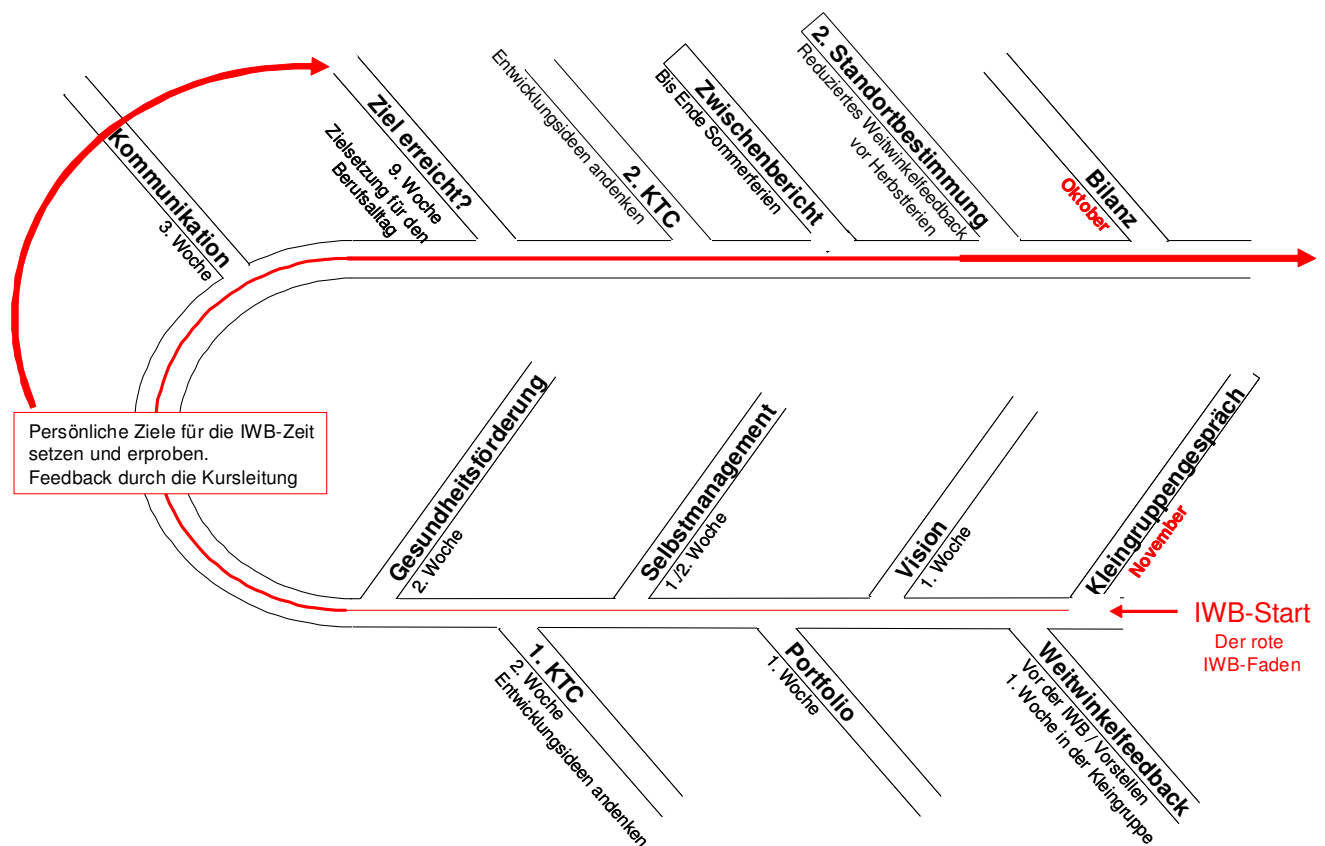 Kommunikation
3. Woche
Ziel erreicht?
9. Woche
Zielsetzung für den
Berufsalltag
Entwicklungsideen andenken
2. KTC
Zwischenbericht
Bis Ende Sommerferien
2. Standortbestimmung
Reduziertes Weitwinkelfeedback
vor Herbstferien
Bilanz
Oktober
Persönliche Ziele für die IWB-Zeit
setzen und erproben.
Feedback durch die Kursleitung
Gesundheitsförderung
2. Woche
Selbstmanagement
1./2. Woche
Vision
1. Woche
Kleingruppengespräch
November
IWB-Start
Der rote
IWB-Faden
1. KTC
2. Woche
Entwicklungsideen andenken
Portfolio
1. Woche
Weitwinkelfeedback
Vor der IWB / Vorstellen
1. Woche in der Kleingruppe